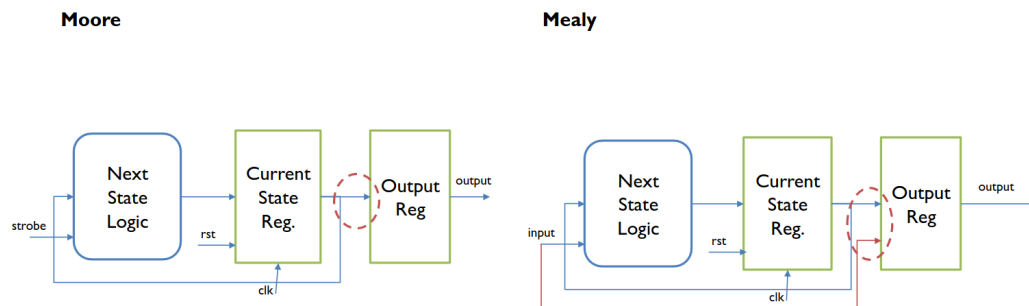 Moore
Next
State
Logic
Current
State
Reg.
Output
Reg
output
strobe
rst
clk
Mealy
Next
State
Logic
Current
State
Reg.
Output
Reg
output
input
rst
clk